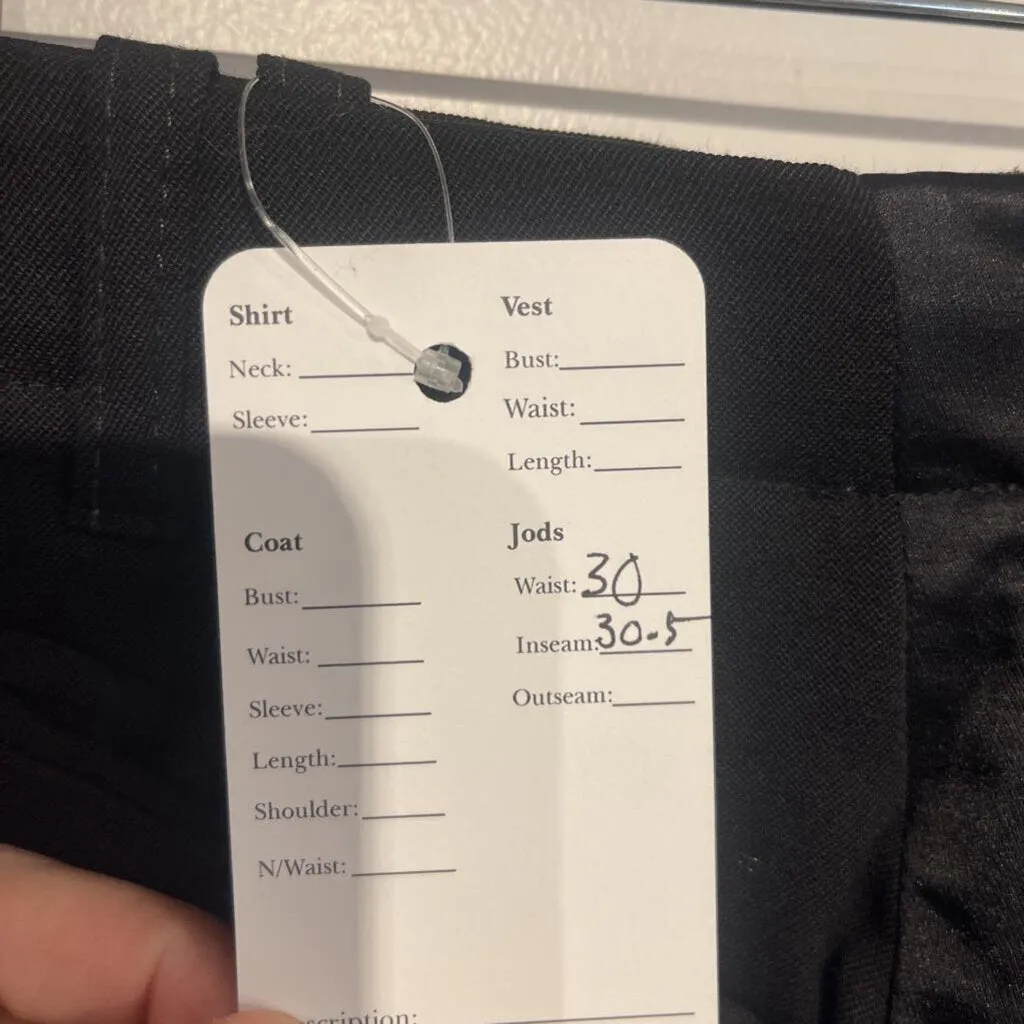 Shirt
Neck:
Sleeve:
Vest
Bust:
Waist:
Length:
Coat
Bust:
Waist:
Sleeve:
Length:
Shoulder:
N/Waist:
Jods
Waist: 30
Inseam: 30.5
Outseam: